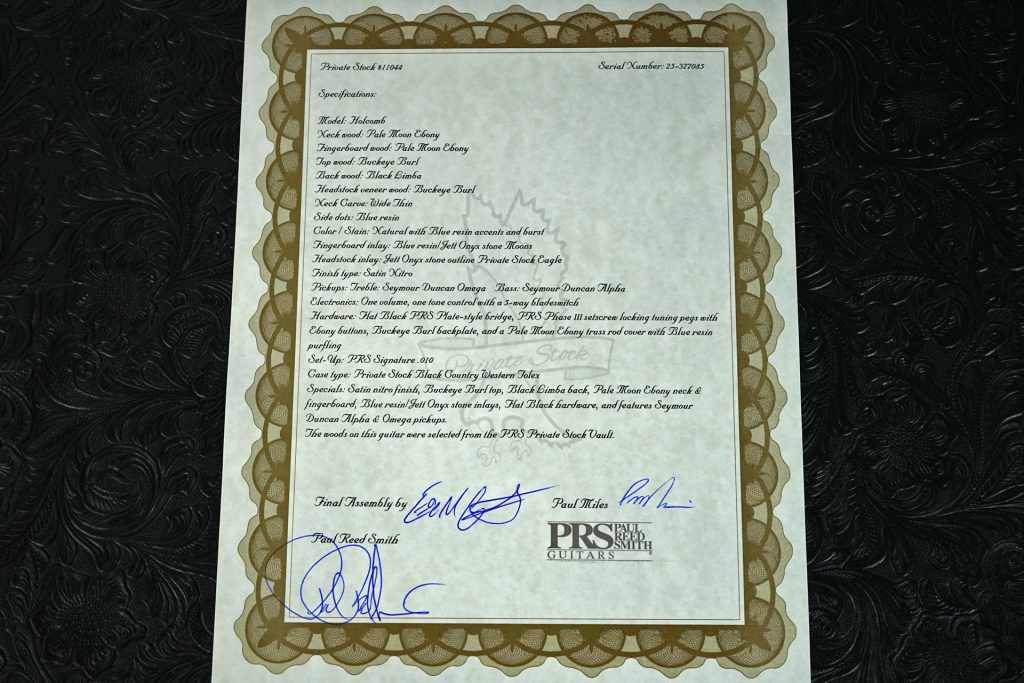 Private Stock #11044 Serial Number: 23-377085
Specifications:
Model: Holcomb
Neck wood: Pale Moon Ebony
Fingerboard wood: Pale Moon Ebony
Top wood: Buckeye Burl
Back wood: Black Limba
Headstock veneer wood: Buckeye Burl
Neck Carve: Wide Thin
Side dots: Blue resin
Color / Stain: Natural with Blue resin accents and burst
Fingerboard inlay: Blue resin/Jett Onyx stone Moons
Headstock inlay: Jett Onyx stone outline Private Stock Eagle
Finish type: Satin Nitro
Pickups: Treble: Seymour Duncan Omega Bass: Seymour Duncan Alpha
Electronics: One volume, one tone control with a 3-way bladeswitch
Hardware: Flat Black PRS Plate-style bridge, PRS Phase III setscrew locking tuning pegs with
Ebony buttons, Buckeye Burl backplate, and a Pale Moon Ebony truss rod cover with Blue resin
purfling
Set-Up: PRS Signature .010
Case type: Private Stock Black Country Western Tolex
Specials: Satin nitro finish, Buckeye Burl top, Black Limba back, Pale Moon Ebony neck &
fingerboard, Blue resin/Jett Onyx stone inlays, Flat Black hardware, and features Seymour
Duncan Alpha & Omega pickups.
The woods on this guitar were selected from the PRS Private Stock Vault.
Private Stock
Final Assembly by Paul Miles
Paul Reed Smith
PRS PAUL REED SMITH
GUITARS